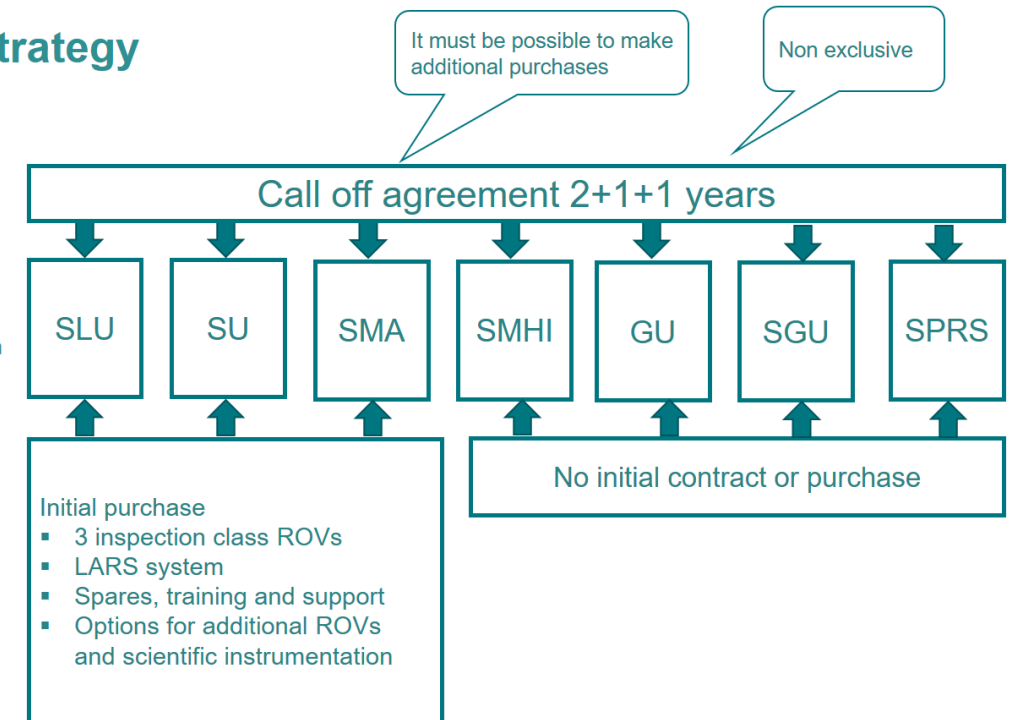 trategy
It must be possible to make
additional purchases
Non exclusive
Call off agreement 2+1+1 years
SLU
SU
SMA
SMHI
GU
SGU
SPRS
Initial purchase
▪ 3 inspection class ROVs
▪ LARS system
▪ Spares, training and support
▪ Options for additional ROVs
and scientific instrumentation
No initial contract or purchase